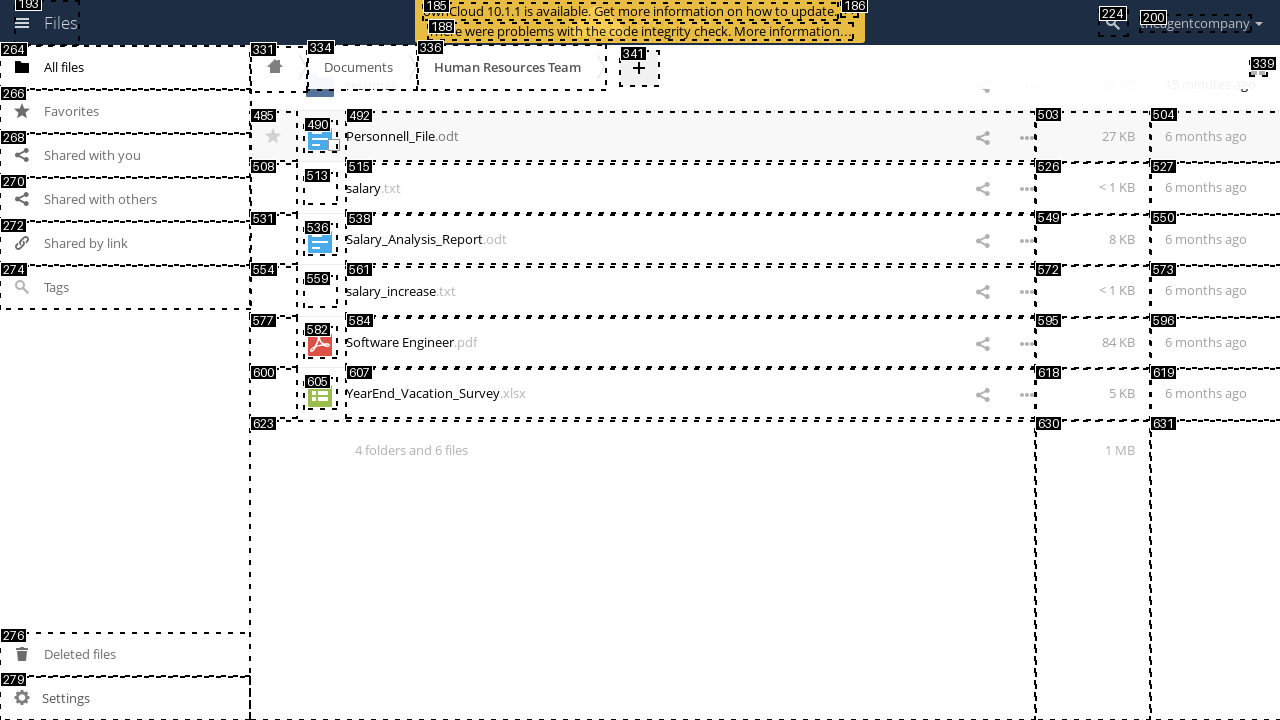 193
Files
185
186
Cloud 10.1.1 is available. Get more information on how to update.
188
re were problems with the code integrity check. More information...
224
200
gentcompany
264
All files
331
334
Documents
336
Human Resources Team
341
+
339
15 minutes ago
266
Favorites
268
Shared with you
270
Shared with others
272
Shared by link
274
Tags
485
490
492
Personnell_File.odt
503
27 KB
504
6 months ago
508
513
515
salary.txt
526
< 1 KB
527
6 months ago
531
536
538
Salary_Analysis_Report.odt
549
8 KB
550
6 months ago
554
559
561
salary_increase.txt
572
< 1 KB
573
6 months ago
577
582
584
Software Engineer.pdf
595
84 KB
596
6 months ago
600
605
607
YearEnd_Vacation_Survey.xlsx
618
5 KB
619
6 months ago
623
4 folders and 6 files
630
1 MB
631
276
Deleted files
279
Settings